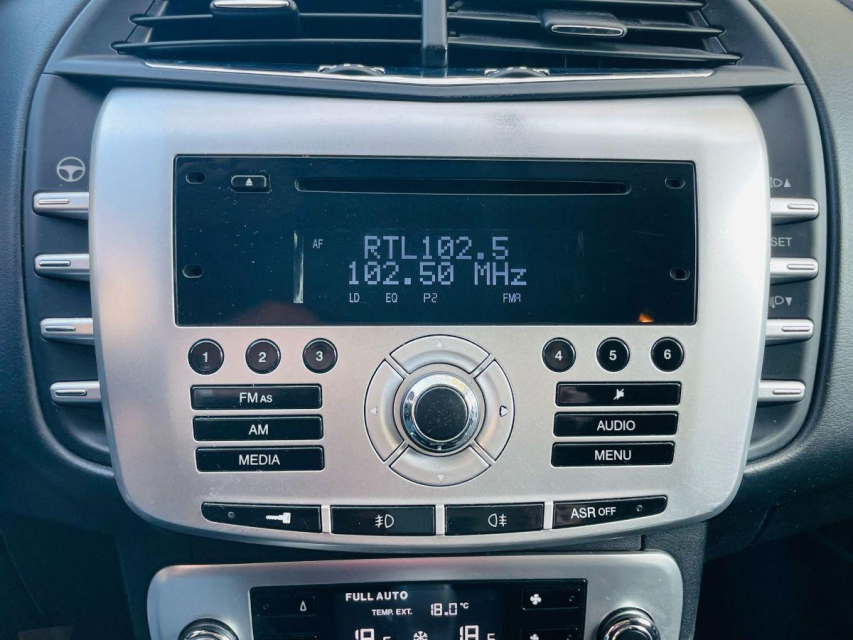 AF RTL102.5
102.50 MHz
LD EQ P2 FMA
SET
1 2 3 4 5 6
FM AS
AM AUDIO
MEDIA MENU
ASR OFF
FULL AUTO
TEMP. EXT. 18.0°C